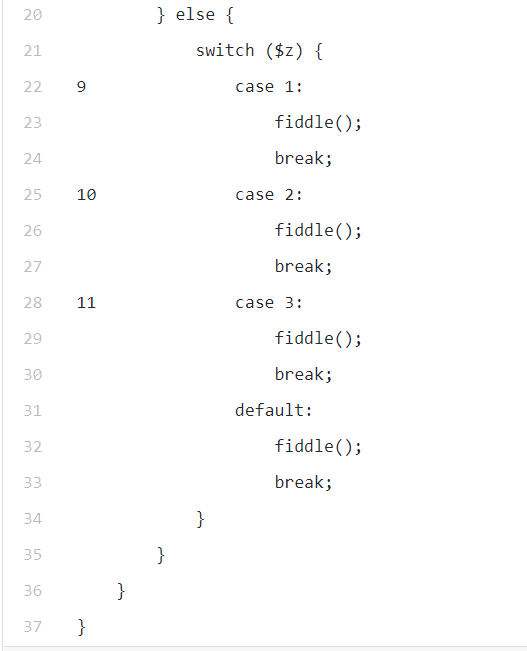 20            } else {
21                switch ($z) {
22    9               case 1:
23                        fiddle();
24                        break;
25    10              case 2:
26                        fiddle();
27                        break;
28    11              case 3:
29                        fiddle();
30                        break;
31                    default:
32                        fiddle();
33                        break;
34                }
35            }
36        }
37    }